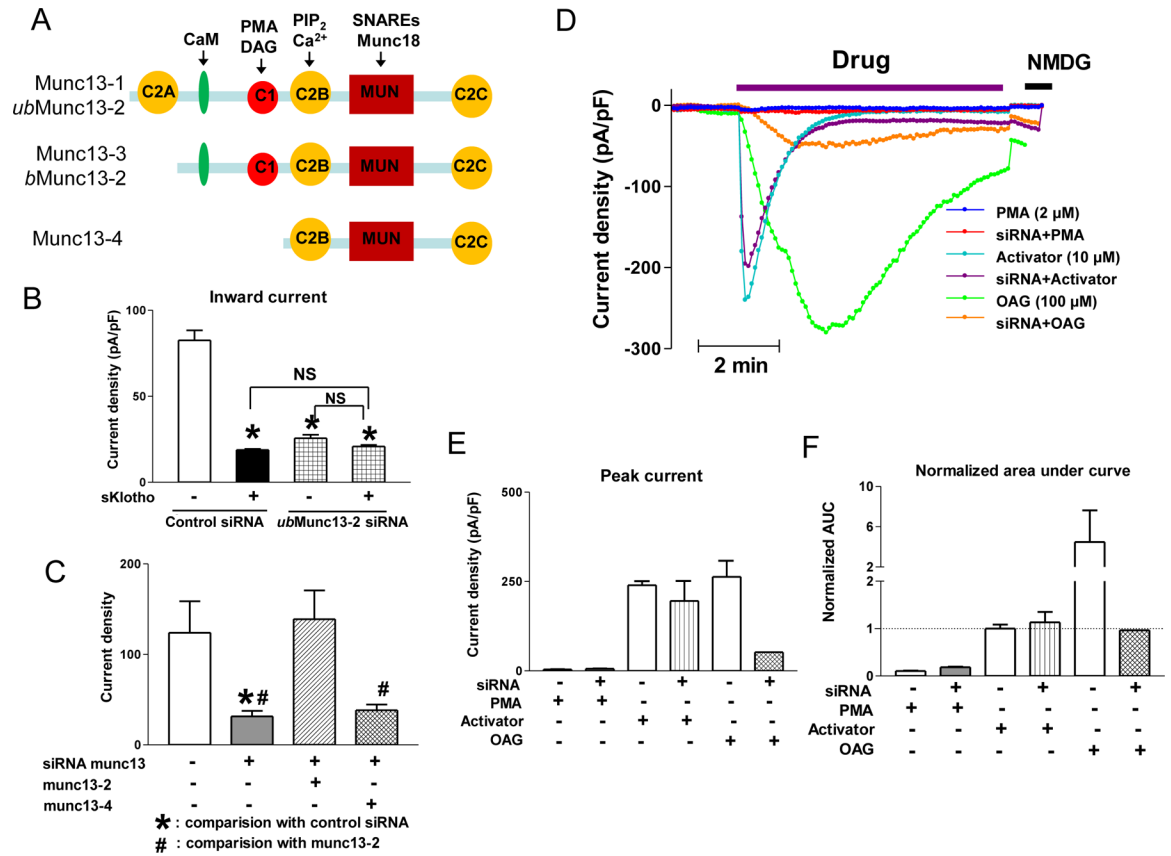 A
CaM
PMA
DAG
PIP2
Ca2+
SNAREs
Munc18
Munc13-1
ubMunc13-2
C2A
C1
C2B
MUN
C2C
Munc13-3
bMunc13-2
C1
C2B
MUN
C2C
Munc13-4
C2B
MUN
C2C
B
Inward current
Current density (pA/pF)
100
50
0
NS
NS
*
*
*
sKlotho
- + - +
Control siRNA
ubMunc13-2 siRNA
C
Current density
200
100
0
* #
#
siRNA munc13 - + + +
munc13-2 - - + -
munc13-4 - - - +
* : comparision with control siRNA
# : comparision with munc13-2
D
Drug
NMDG
Current density (pA/pF)
0
-100
-200
-300
2 min
PMA (2 µM)
siRNA+PMA
Activator (10 µM)
siRNA+Activator
OAG (100 µM)
siRNA+OAG
E
Peak current
Current density (pA/pF)
500
250
0
siRNA - + - + - +
PMA + + - - - -
Activator - - + + - -
OAG - - - - + +
F
Normalized area under curve
Normalized AUC
10
6
2
2
1
0
siRNA - + - + - +
PMA + + - - - -
Activator - - + + - -
OAG - - - - + +